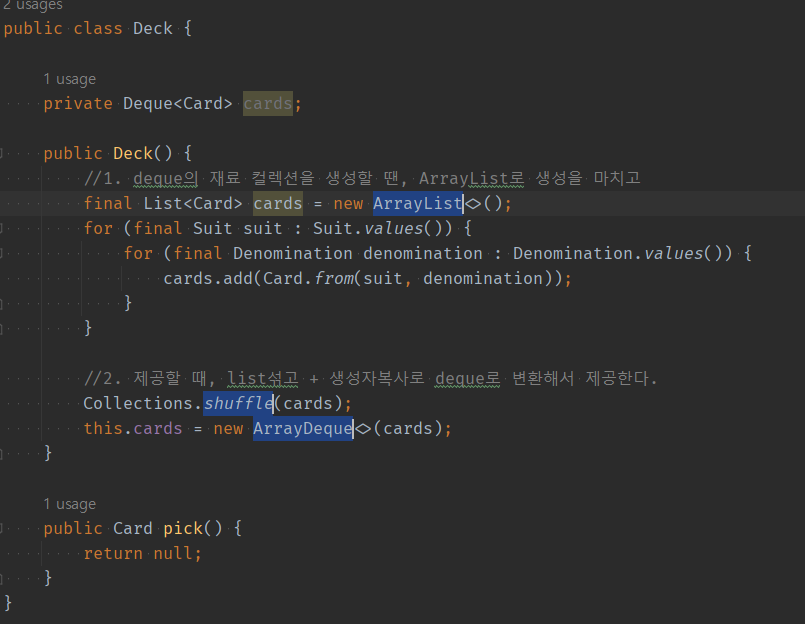 2 usages
public class Deck {
1 usage
private Deque<Card> cards;
public Deck() {
//1. deque의 재료 컬렉션을 생성할 땐, ArrayList로 생성을 마치고
final List<Card> cards = new ArrayList<>();
for (final Suit suit : Suit.values()) {
for (final Denomination denomination : Denomination.values()) {
cards.add(Card.from(suit, denomination));
}
}
//2. 제공할 때, list섞고 + 생성자복사로 deque로 변환해서 제공한다.
Collections.shuffle(cards);
this.cards = new ArrayDeque<>(cards);
}
1 usage
public Card pick() {
return null;
}
}